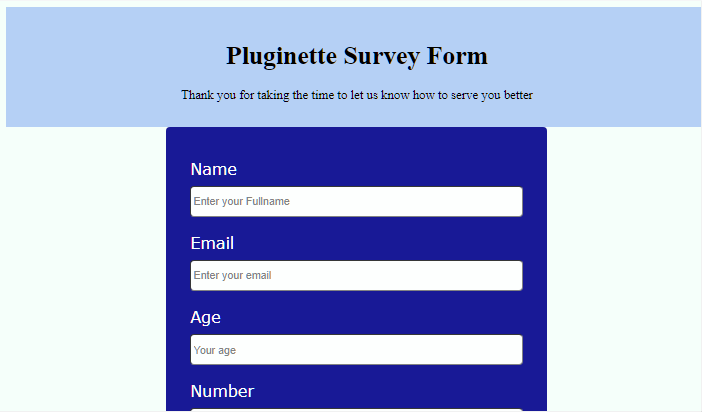 Pluginette Survey Form
Thank you for taking the time to let us know how to serve you better
Name
Enter your Fullname
Email
Enter your email
Age
Your age
Number